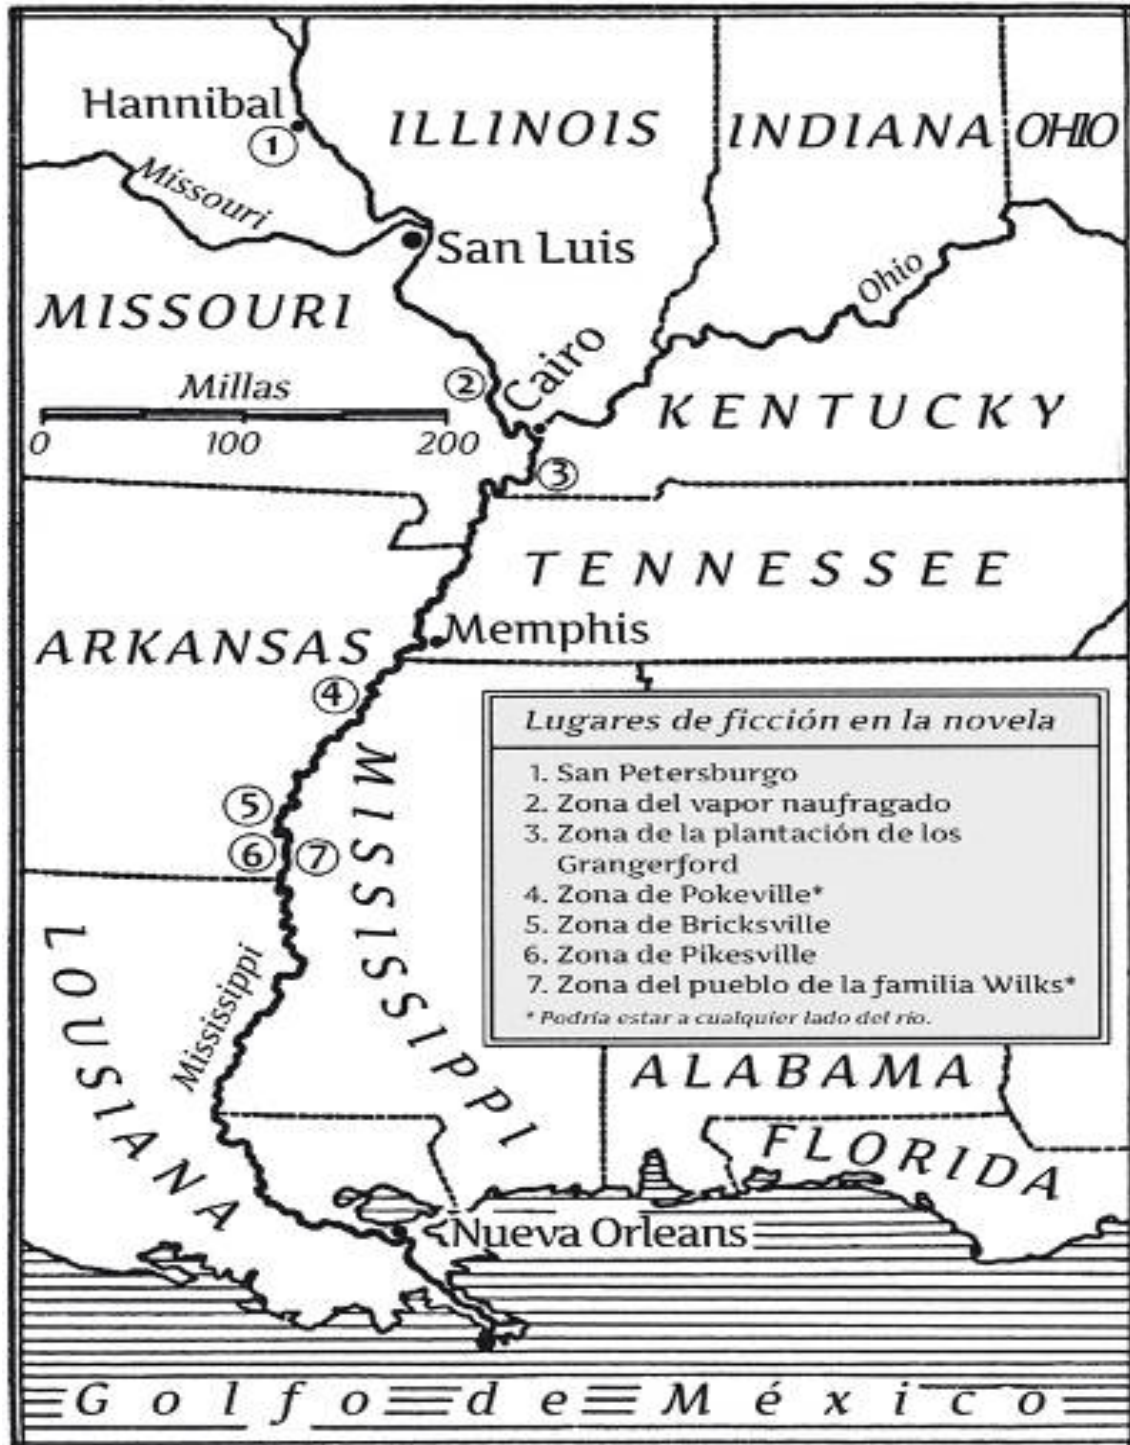 Hannibal
①
ILLINOIS
INDIANA
OHIO
Missouri
San Luis
Ohio
MISSOURI
Cairo
②
Millas
0 100 200
KENTUCKY
③
TENNESSEE
Memphis
ARKANSAS
④
Lugares de ficción en la novela
1. San Petersburgo
2. Zona del vapor naufragado
3. Zona de la plantación de los
Grangerford
4. Zona de Pokeville*
5. Zona de Bricksville
6. Zona de Pikesville
7. Zona del pueblo de la familia Wilks*
* Podría estar a cualquier lado del río.
MISSISSIPPI
⑤
⑥ ⑦
LOUSIANA
Mississippi
ALABAMA
FLORIDA
Nueva Orleans
Golfo de México